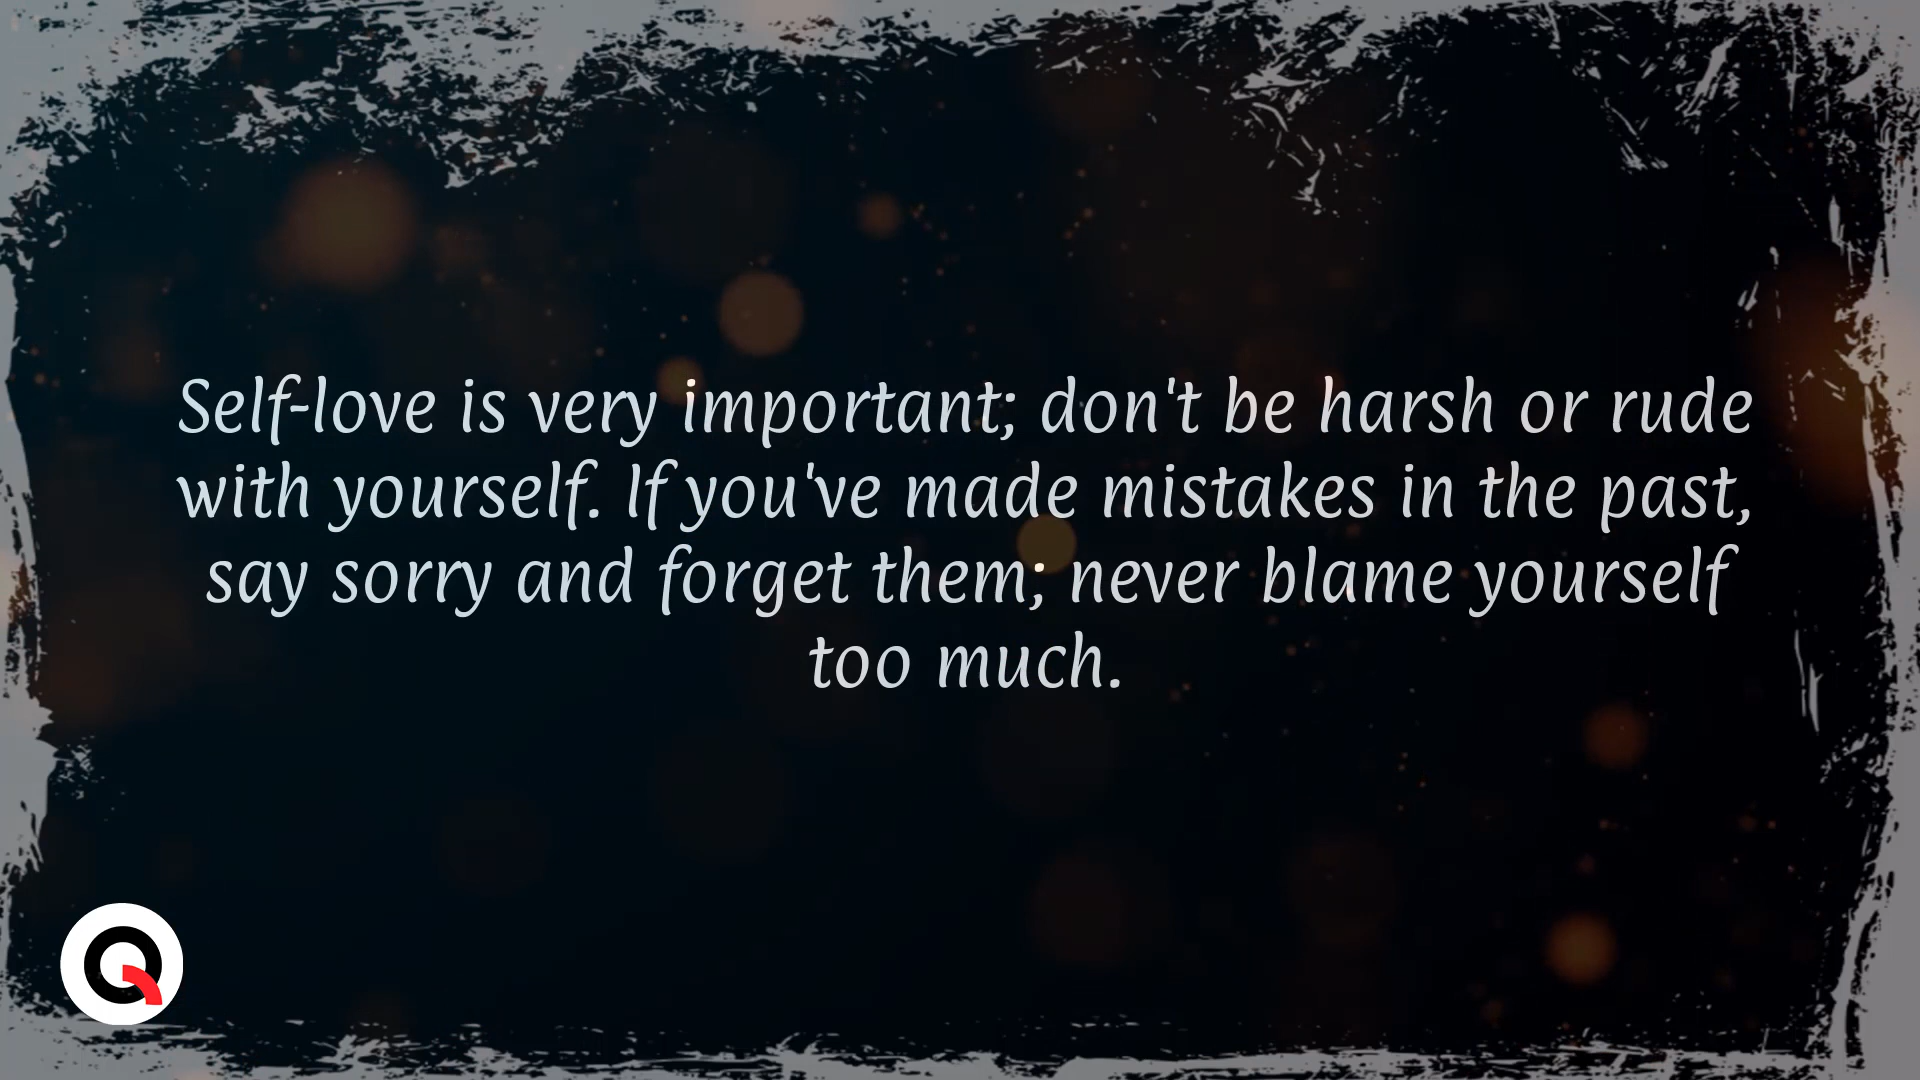 Self-love is very important; don't be harsh or rude
with yourself. If you've made mistakes in the past,
say sorry and forget them; never blame yourself
too much.
Q